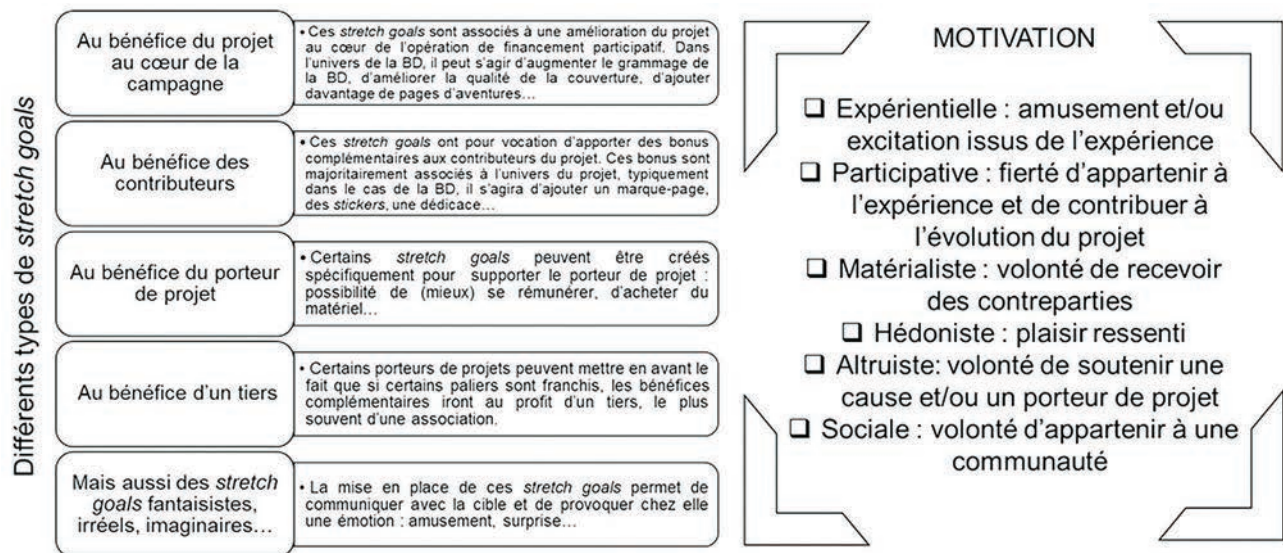 Différents types de stretch goals
Au bénéfice du projet
au cœur de la
campagne
• Ces stretch goals sont associés à une amélioration du projet
au cœur de l'opération de financement participatif. Dans
l'univers de la BD, il peut s'agir d'augmenter le grammage de
la BD, d'améliorer la qualité de la couverture, d'ajouter
davantage de pages d'aventures…
Au bénéfice des
contributeurs
• Ces stretch goals ont pour vocation d'apporter des bonus
complémentaires aux contributeurs du projet. Ces bonus sont
majoritairement associés à l'univers du projet, typiquement
dans le cas de la BD, il s'agira d'ajouter un marque-page,
des stickers, une dédicace…
Au bénéfice du porteur
de projet
• Certains stretch goals peuvent être créés
spécifiquement pour supporter le porteur de projet :
possibilité de (mieux) se rémunérer, d'acheter du
matériel…
Au bénéfice d'un tiers
• Certains porteurs de projets peuvent mettre en avant le
fait que si certains paliers sont franchis, les bénéfices
complémentaires iront au profit d'un tiers, le plus
souvent d'une association.
Mais aussi des stretch
goals fantaisistes,
irréels, imaginaires…
• La mise en place de ces stretch goals permet de
communiquer avec la cible et de provoquer chez elle
une émotion : amusement, surprise…
MOTIVATION
❑ Expérientielle : amusement et/ou
excitation issus de l'expérience
❑ Participative : fierté d'appartenir à
l'expérience et de contribuer à
l'évolution du projet
❑ Matérialiste : volonté de recevoir
des contreparties
❑ Hédoniste : plaisir ressenti
❑ Altruiste: volonté de soutenir une
cause et/ou un porteur de projet
❑ Sociale : volonté d'appartenir à une
communauté